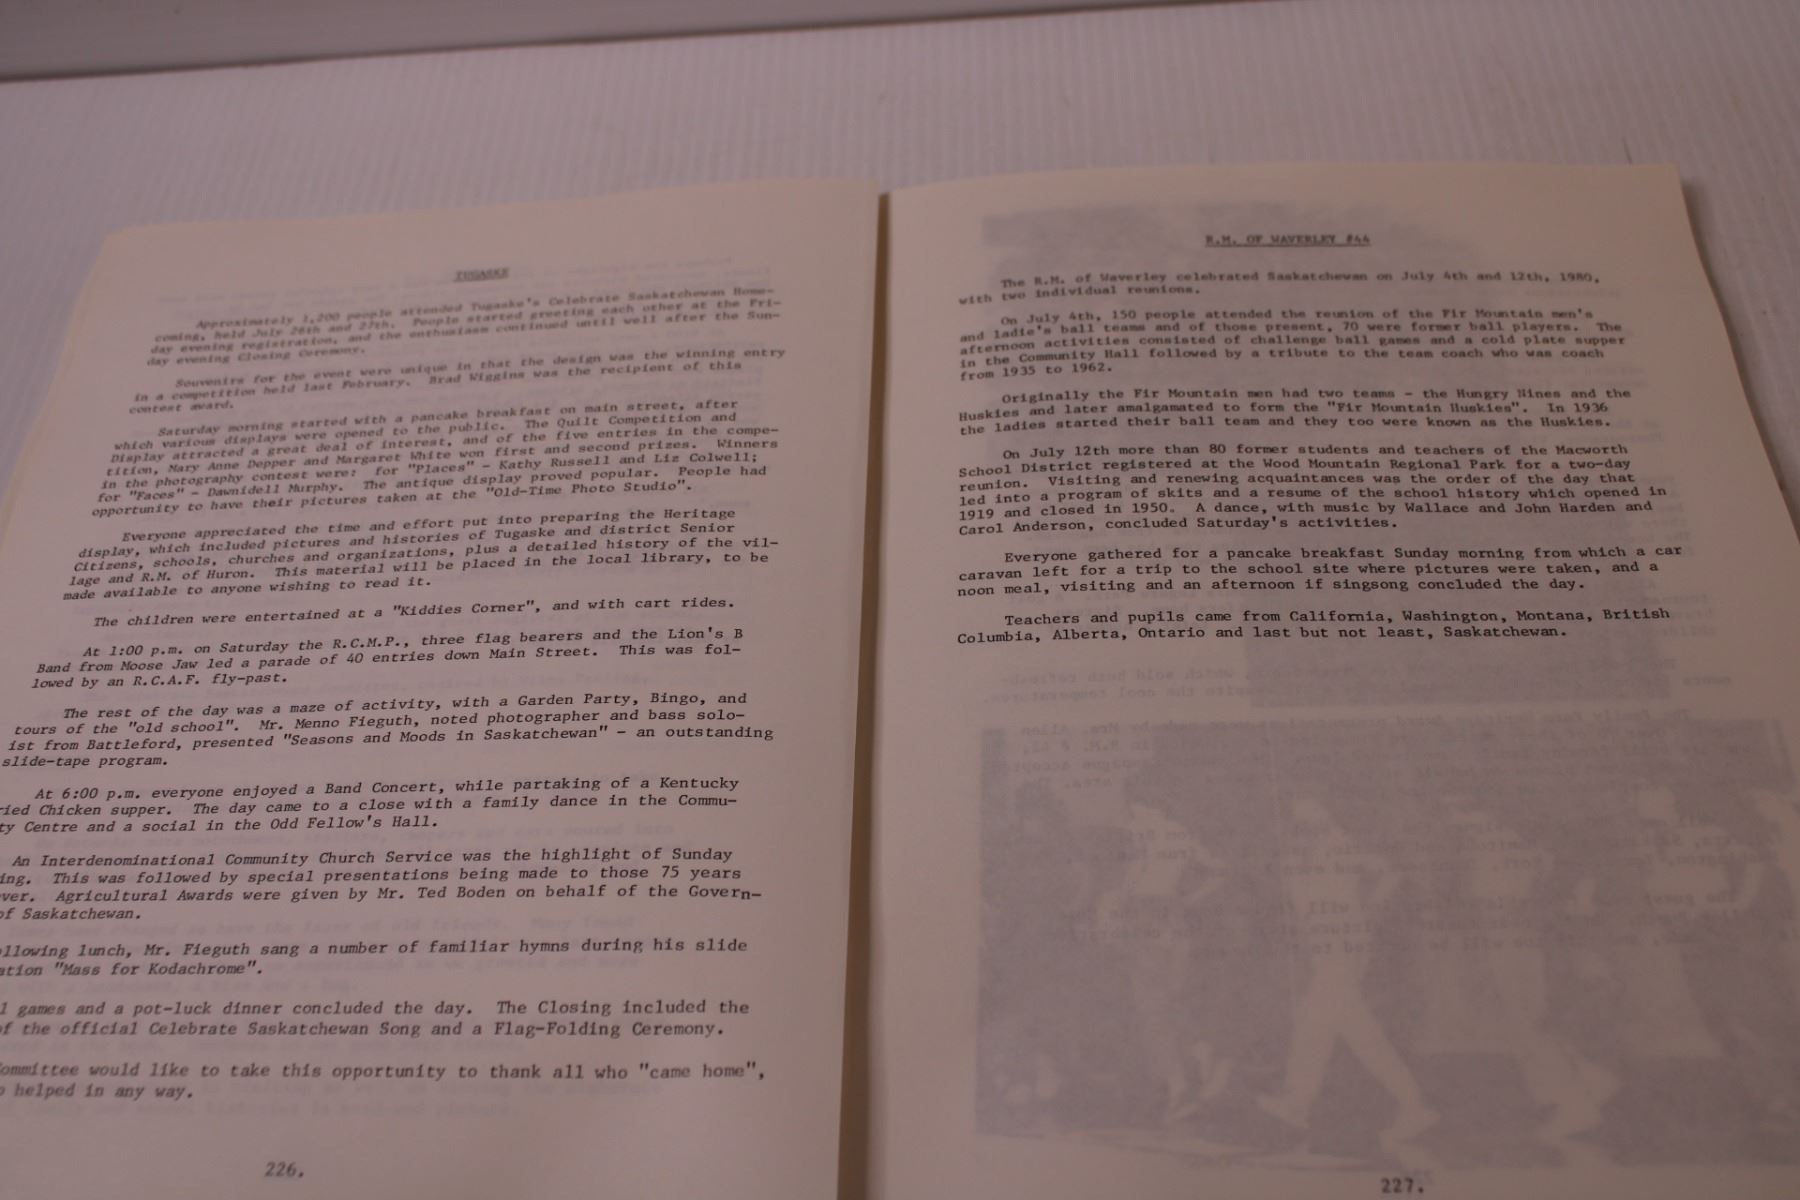 TUGASKE
Approximately 1,200 people attended Tugaske's Celebrate Saskatchewan Home-
coming, held July 26th and 27th. People started greeting each other at the Fri-
day evening registration, and the enthusiasm continued until well after the Sun-
day evening Closing Ceremony.
Souvenirs for the event were unique in that the design was the winning entry
in a competition held last February. Brad Wiggins was the recipient of this
contest award.
Saturday morning started with a pancake breakfast on main street, after
which various displays were opened to the public. The Quilt Competition and
Display attracted a great deal of interest, and of the five entries in the compe-
tition, Mary Anne Depper and Margaret White won first and second prizes. Winners
in the photography contest were: for "Places" - Kathy Russell and Liz Colwell;
for "Faces" - Dawnidell Murphy. The antique display proved popular. People had
opportunity to have their pictures taken at the "Old-Time Photo Studio".
Everyone appreciated the time and effort put into preparing the Heritage
display, which included pictures and histories of Tugaske and district Senior
Citizens, schools, churches and organizations, plus a detailed history of the vil-
lage and R.M. of Huron. This material will be placed in the local library, to be
made available to anyone wishing to read it.
The children were entertained at a "Kiddies Corner", and with cart rides.
At 1:00 p.m. on Saturday the R.C.M.P., three flag bearers and the Lion's B
Band from Moose Jaw led a parade of 40 entries down Main Street. This was fol-
lowed by an R.C.A.F. fly-past.
The rest of the day was a maze of activity, with a Garden Party, Bingo, and
tours of the "old school". Mr. Menno Fieguth, noted photographer and bass solo-
ist from Battleford, presented "Seasons and Moods in Saskatchewan" - an outstanding
slide-tape program.
At 6:00 p.m. everyone enjoyed a Band Concert, while partaking of a Kentucky
ried Chicken supper. The day came to a close with a family dance in the Commu-
ty Centre and a social in the Odd Fellow's Hall.
An Interdenominational Community Church Service was the highlight of Sunday
ing. This was followed by special presentations being made to those 75 years
ver. Agricultural Awards were given by Mr. Ted Boden on behalf of the Govern-
of Saskatchewan.
ollowing lunch, Mr. Fieguth sang a number of familiar hymns during his slide
ation "Mass for Kodachrome".
l games and a pot-luck dinner concluded the day. The Closing included the
of the official Celebrate Saskatchewan Song and a Flag-Folding Ceremony.
ommittee would like to take this opportunity to thank all who "came home",
o helped in any way.
226.
R.M. OF WAVERLEY #44
The R.M. of Waverley celebrated Saskatchewan on July 4th and 12th, 1980,
with two individual reunions.
On July 4th, 150 people attended the reunion of the Fir Mountain men's
and ladie's ball teams and of those present, 70 were former ball players. The
afternoon activities consisted of challenge ball games and a cold plate supper
in the Community Hall followed by a tribute to the team coach who was coach
from 1935 to 1962.
Originally the Fir Mountain men had two teams - the Hungry Nines and the
Huskies and later amalgamated to form the "Fir Mountain Huskies". In 1936
the ladies started their ball team and they too were known as the Huskies.
On July 12th more than 80 former students and teachers of the Macworth
School District registered at the Wood Mountain Regional Park for a two-day
reunion. Visiting and renewing acquaintances was the order of the day that
led into a program of skits and a resume of the school history which opened in
1919 and closed in 1950. A dance, with music by Wallace and John Harden and
Carol Anderson, concluded Saturday's activities.
Everyone gathered for a pancake breakfast Sunday morning from which a car
caravan left for a trip to the school site where pictures were taken, and a
noon meal, visiting and an afternoon if singsong concluded the day.
Teachers and pupils came from California, Washington, Montana, British
Columbia, Alberta, Ontario and last but not least, Saskatchewan.
227.